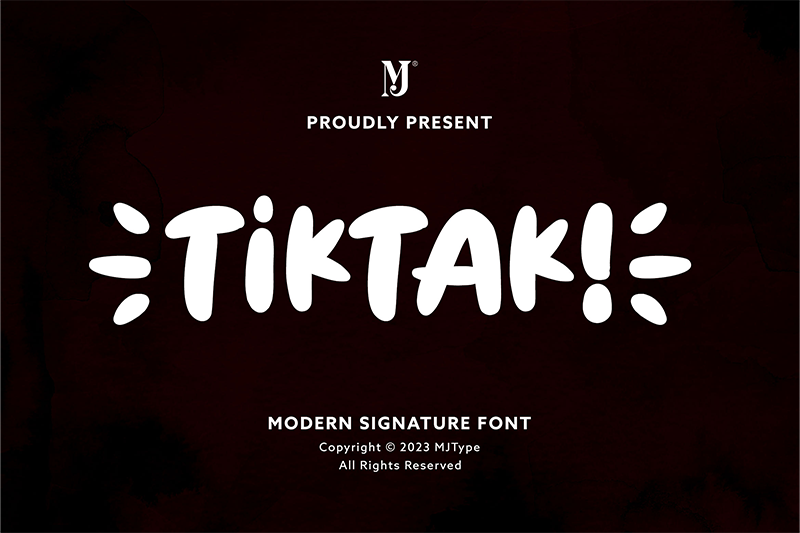 MJ®
PROUDLY PRESENT
TiKTAK!
MODERN SIGNATURE FONT
Copyright © 2023 MJType
All Rights Reserved